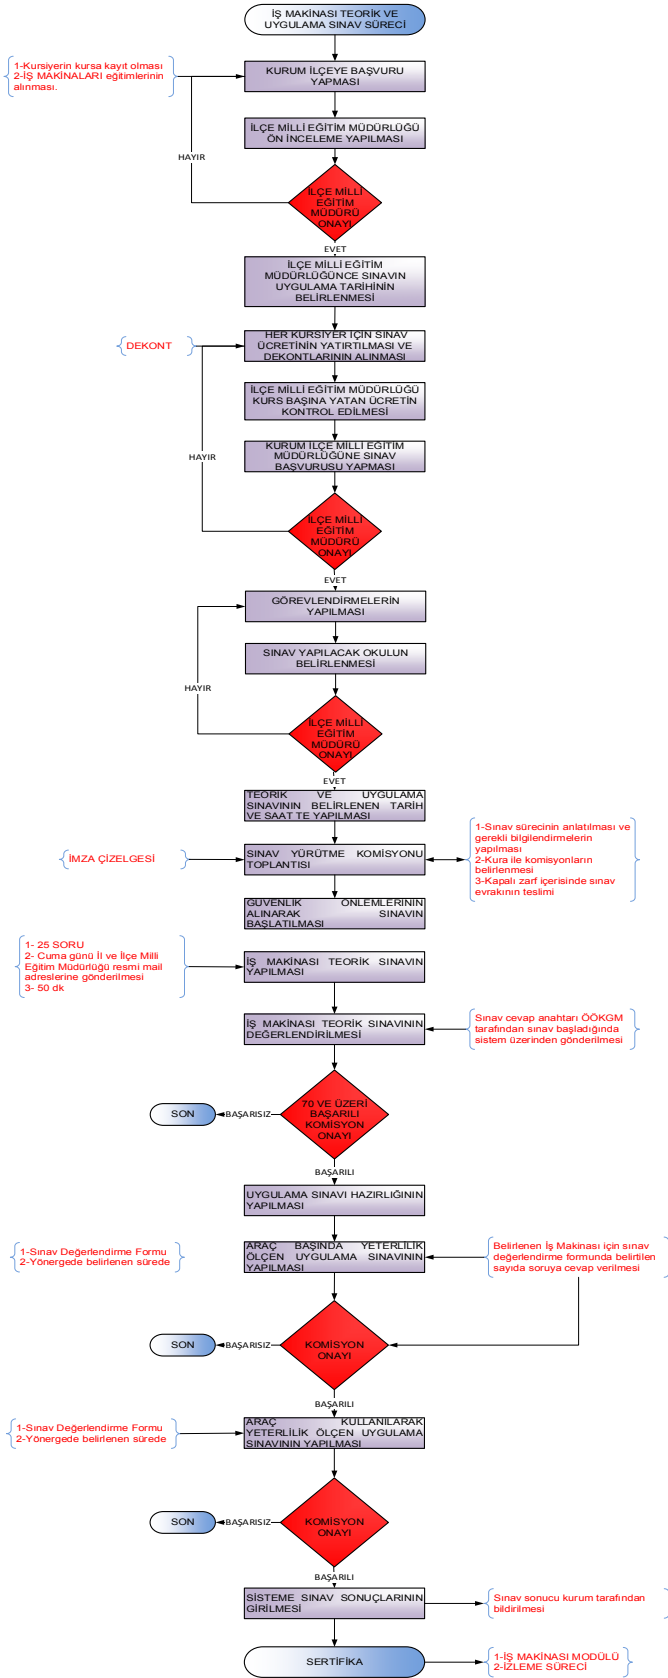 İŞ MAKİNASI TEORİK VE
UYGULAMA SINAV SÜRECİ
1-Kursiyerin kursa kayıt olması
2-İŞ MAKİNALARI eğitimlerinin
alınması.
KURUM İLÇEYE BAŞVURU
YAPMASI
İLÇE MİLLİ EĞİTİM MÜDÜRLÜĞÜ
ÖN İNCELEME YAPILMASI
HAYIR
İLÇE MİLLİ
EĞİTİM
MÜDÜRÜ
ONAYI
EVET
İLÇE MİLLİ EĞİTİM
MÜDÜRLÜĞÜNCE SINAVIN
UYGULAMA TARİHİNİN
BELİRLENMESİ
DEKONT
HER KURSİYER İÇİN SINAV
ÜCRETİNİN YATIRTILMASI VE
DEKONTLARININ ALINMASI
İLÇE MİLLİ EĞİTİM MÜDÜRLÜĞÜ
KURS BAŞINA YATAN ÜCRETİN
KONTROL EDİLMESİ
HAYIR
KURUM İLÇE MİLLİ EĞİTİM
MÜDÜRLÜĞÜNE SINAV
BAŞVURUSU YAPMASI
İLÇE MİLLİ
EĞİTİM
MÜDÜRÜ
ONAYI
EVET
GÖREVLENDİRMELERİN
YAPILMASI
SINAV YAPILACAK OKULUN
BELİRLENMESİ
HAYIR
İLÇE MİLLİ
EĞİTİM
MÜDÜRÜ
ONAYI
EVET
TEORİK VE UYGULAMA
SINAVININ BELİRLENEN TARİH
VE SAAT TE YAPILMASI
İMZA ÇİZELGESİ
SINAV YÜRÜTME KOMİSYONU
TOPLANTISI
1-Sınav sürecinin anlatılması ve
gerekli bilgilendirmelerin
yapılması
2-Kura ile komisyonların
belirlenmesi
3-Kapalı zarf içerisinde sınav
evrakının teslimi
GÜVENLİK ÖNLEMLERİNİN
ALINARAK SINAVIN
BAŞLATILMASI
1- 25 SORU
2- Cuma günü İl ve İlçe Milli
Eğitim Müdürlüğü resmi mail
adreslerine gönderilmesi
3- 50 dk
İŞ MAKİNASI TEORİK SINAVIN
YAPILMASI
İŞ MAKİNASI TEORİK SINAVININ
DEĞERLENDİRİLMESİ
Sınav cevap anahtarı ÖÖKGM
tarafından sınav başladığında
sistem üzerinden gönderilmesi
70 VE ÜZERİ
BAŞARILI
KOMİSYON
ONAYI
BAŞARISIZ
SON
BAŞARILI
UYGULAMA SINAVI HAZIRLIĞININ
YAPILMASI
1-Sınav Değerlendirme Formu
2-Yönergede belirlenen sürede
ARAÇ BAŞINDA YETERLİLİK
ÖLÇEN UYGULAMA SINAVININ
YAPILMASI
Belirlenen İş Makinası için sınav
değerlendirme formunda belirtilen
sayıda soruya cevap verilmesi
SON
BAŞARISIZ
KOMİSYON
ONAYI
BAŞARILI
1-Sınav Değerlendirme Formu
2-Yönergede belirlenen sürede
ARAÇ KULLANILARAK
YETERLİLİK ÖLÇEN UYGULAMA
SINAVININ YAPILMASI
SON
BAŞARISIZ
KOMİSYON
ONAYI
BAŞARILI
SİSTEME SINAV SONUÇLARININ
GİRİLMESİ
Sınav sonucu kurum tarafından
bildirilmesi
SERTİFİKA
1-İŞ MAKİNASI MODÜLÜ
2-İZLEME SÜRECİ